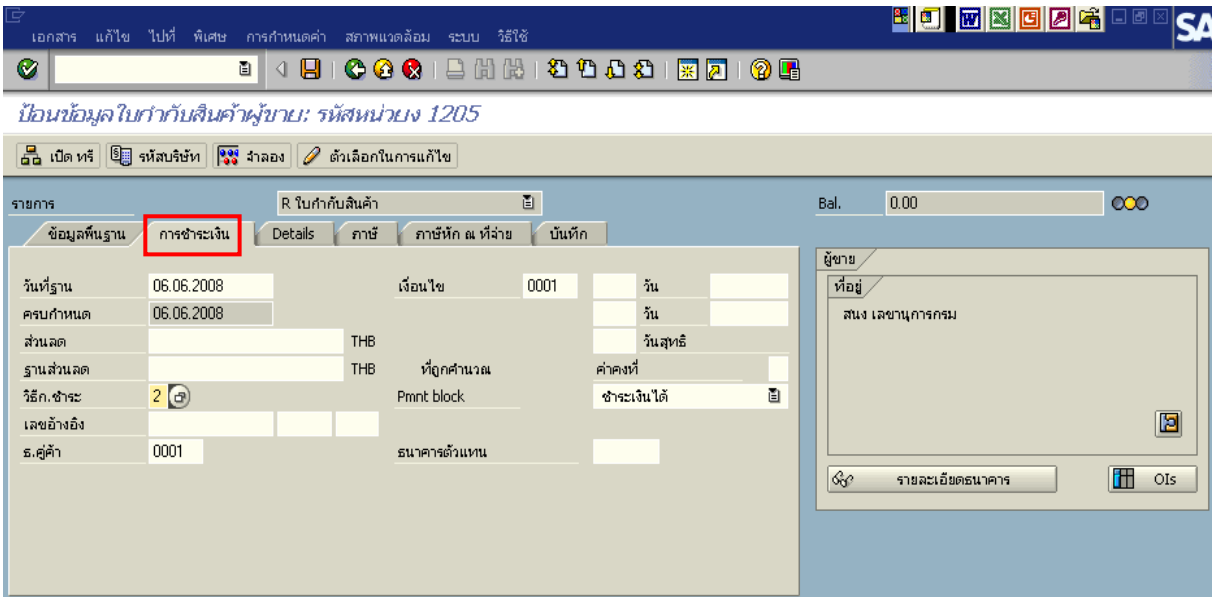 เอกสาร แก้ไข ไปที่ พิเศษ การกำหนดค่า สภาพแวดล้อม ระบบ วิธีใช้
SA
ป้อนข้อมูลใบกำกับสินค้าผู้ขาย: รหัสหน่วยง 1205
เปิด ทรี รหัสบริษัท จำลอง ตัวเลือกในการแก้ไข
รายการ R ใบกำกับสินค้า Bal. 0.00
ข้อมูลพื้นฐาน การชำระเงิน Details ภาษี ภาษีหัก ณ ที่จ่าย บันทึก
ผู้ขาย
วันที่ฐาน 06.06.2008 เงื่อนไข 0001 วัน
ที่อยู่
ครบกำหนด 06.06.2008 วัน
สนง เลขานุการกรม
ส่วนลด THB วันสุทธิ
ฐานส่วนลด THB ที่ถูกคำนวณ ค่าคงที่
วิธีก.ชำระ 2 Pmnt block ชำระเงินได้
เลขอ้างอิง
ธ.คู่ค้า 0001 ธนาคารตัวแทน
รายละเอียดธนาคาร OIs